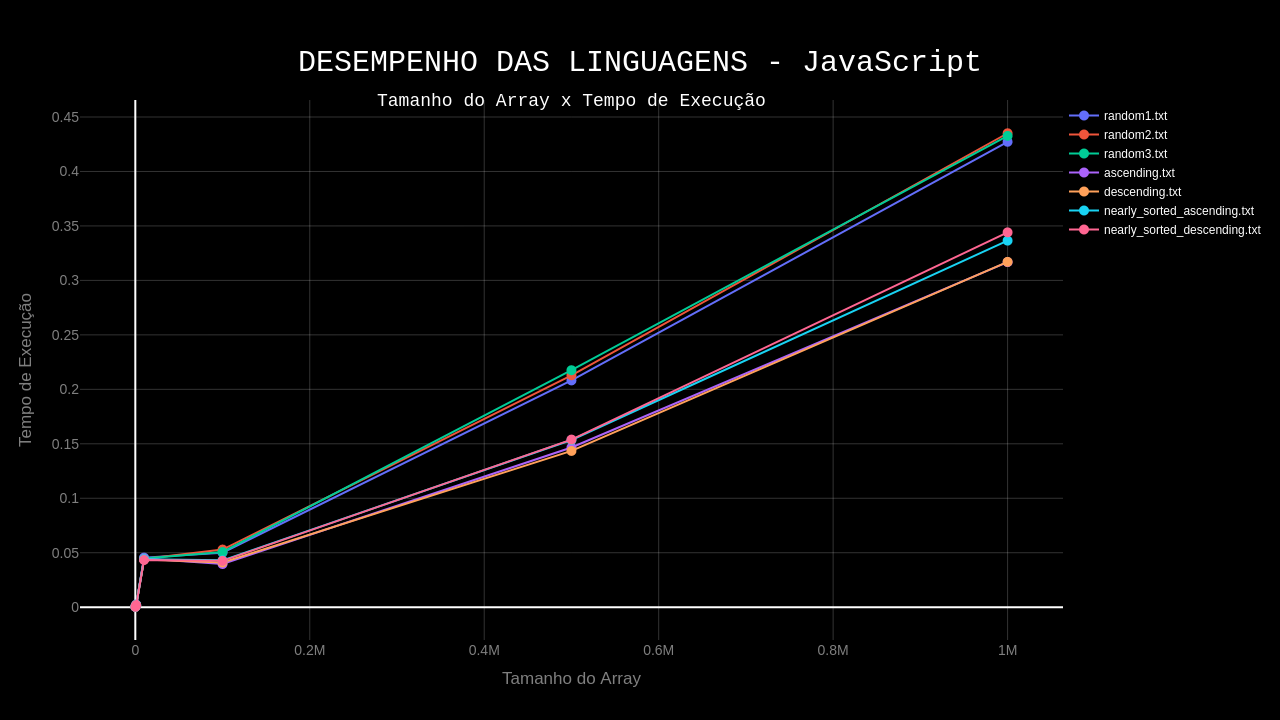 DESEMPENHO DAS LINGUAGENS - JavaScript
Tamanho do Array x Tempo de Execução
0.45
0.4
0.35
0.3
0.25
0.2
0.15
0.1
0.05
0
Tempo de Execução
0
0.2M
0.4M
0.6M
0.8M
1M
Tamanho do Array
random1.txt
random2.txt
random3.txt
ascending.txt
descending.txt
nearly_sorted_ascending.txt
nearly_sorted_descending.txt